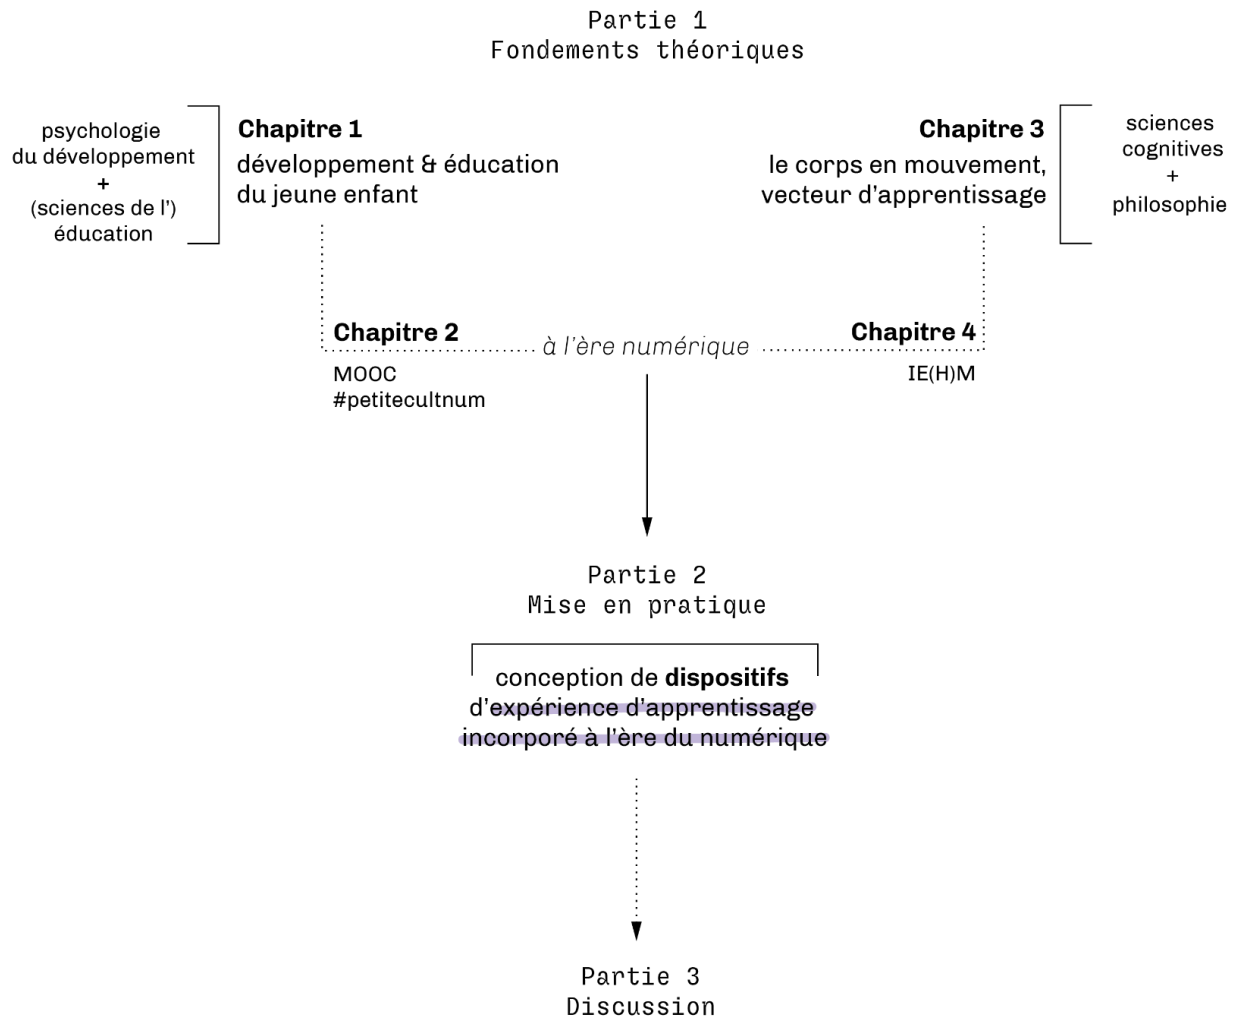 Partie 1
Fondements théoriques
psychologie
du développement
+
(sciences de l')
éducation
Chapitre 1
développement & éducation
du jeune enfant
Chapitre 3
le corps en mouvement,
vecteur d'apprentissage
sciences
cognitives
+
philosophie
Chapitre 2
MOOC
#petitecultnum
à l'ère numérique
Chapitre 4
IE(H)M
Partie 2
Mise en pratique
conception de dispositifs
d'expérience d'apprentissage
incorporé à l'ère du numérique
Partie 3
Discussion